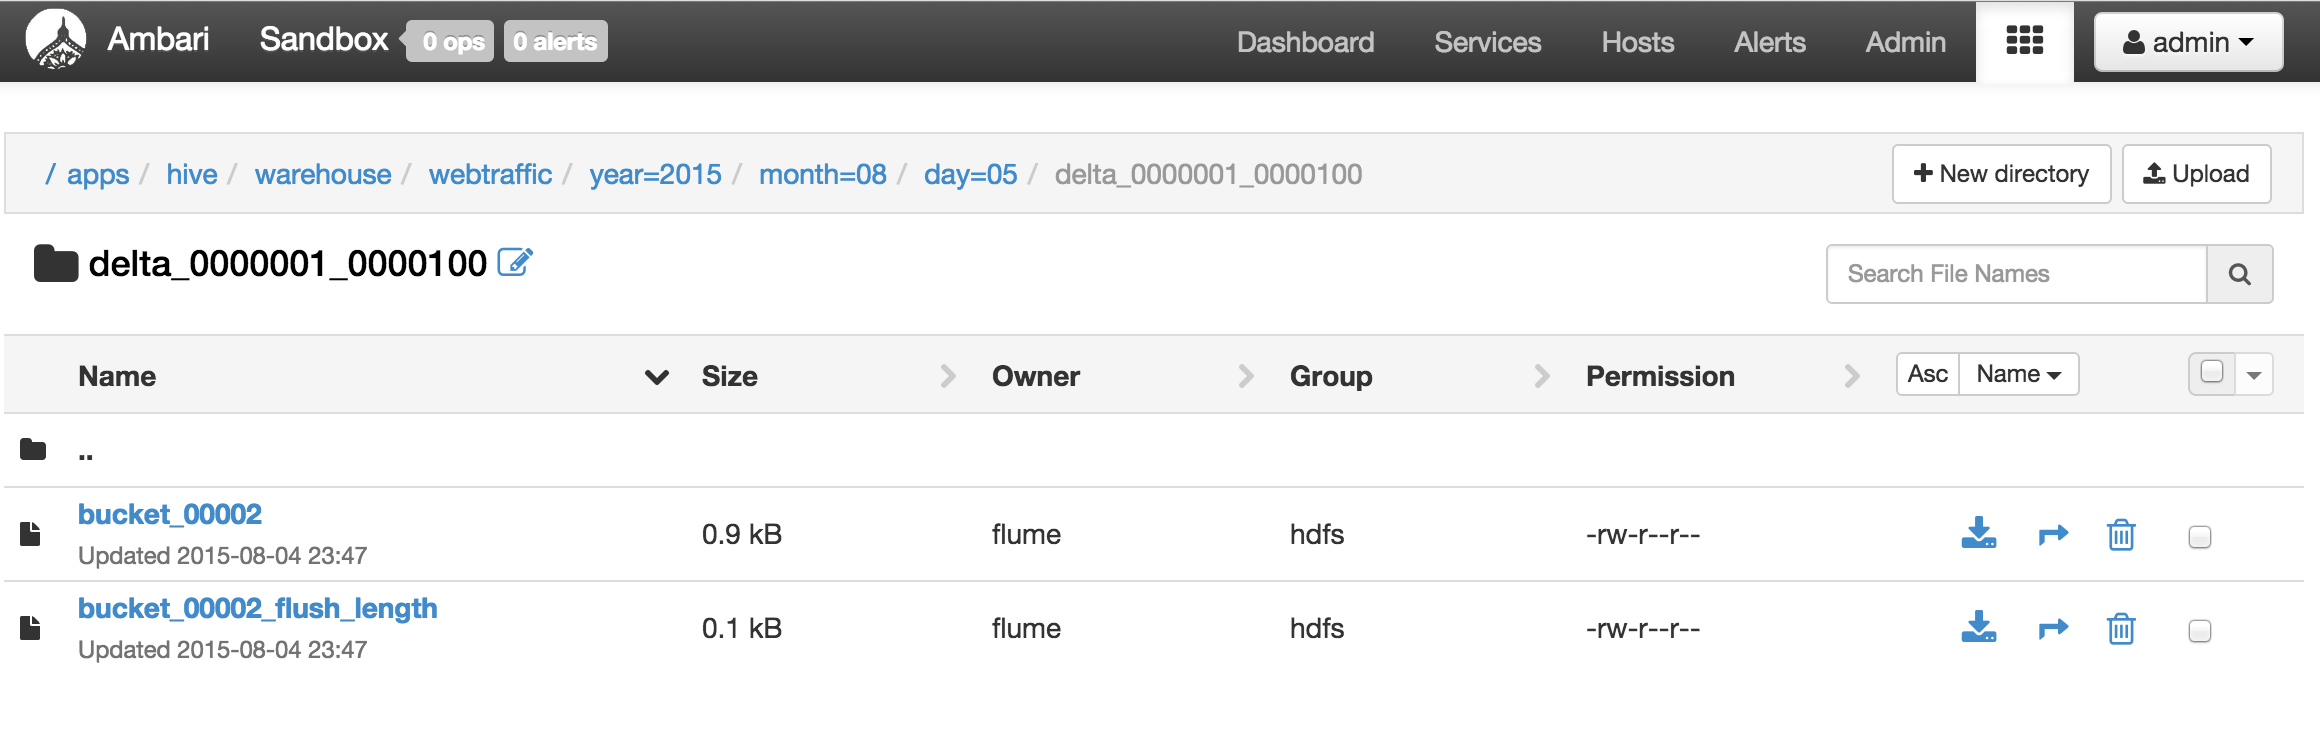 Ambari Sandbox 0 ops 0 alerts Dashboard Services Hosts Alerts Admin admin
/ apps / hive / warehouse / webtraffic / year=2015 / month=08 / day=05 / delta_0000001_0000100 New directory Upload
delta_0000001_0000100 Search File Names
Name Size Owner Group Permission Asc Name
..
bucket_00002
Updated 2015-08-04 23:47 0.9 kB flume hdfs -rw-r--r--
bucket_00002_flush_length
Updated 2015-08-04 23:47 0.1 kB flume hdfs -rw-r--r--